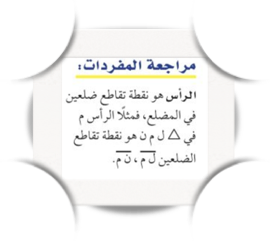 مراجعة المفردات:
الرأس هو نقطة تقاطع ضلعين
في المضلع، فمثلًا الرأس م
في △ ل م ن هو نقطة تقاطع
الضلعين ل م ، ن م.